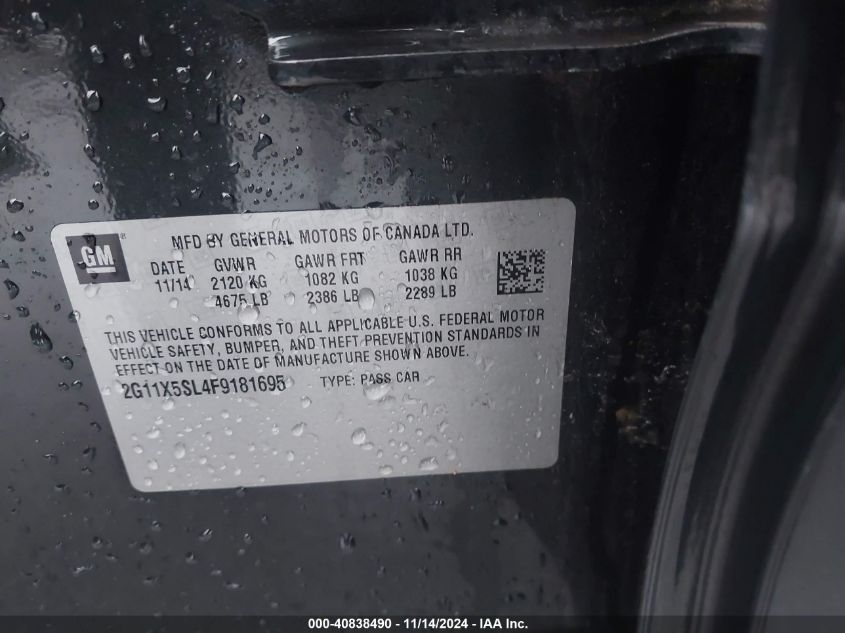 GM ®
MFD BY GENERAL MOTORS OF CANADA LTD.
DATE GVWR GAWR FRT GAWR RR
11/14 2120 KG 1082 KG 1038 KG
4675 LB 2386 LB 2289 LB
THIS VEHICLE CONFORMS TO ALL APPLICABLE U.S. FEDERAL MOTOR
VEHICLE SAFETY, BUMPER, AND THEFT PREVENTION STANDARDS IN
EFFECT ON THE DATE OF MANUFACTURE SHOWN ABOVE.
2G11X5SL4F9181695 TYPE: PASS CAR
000-40838490 - 11/14/2024 - IAA Inc.